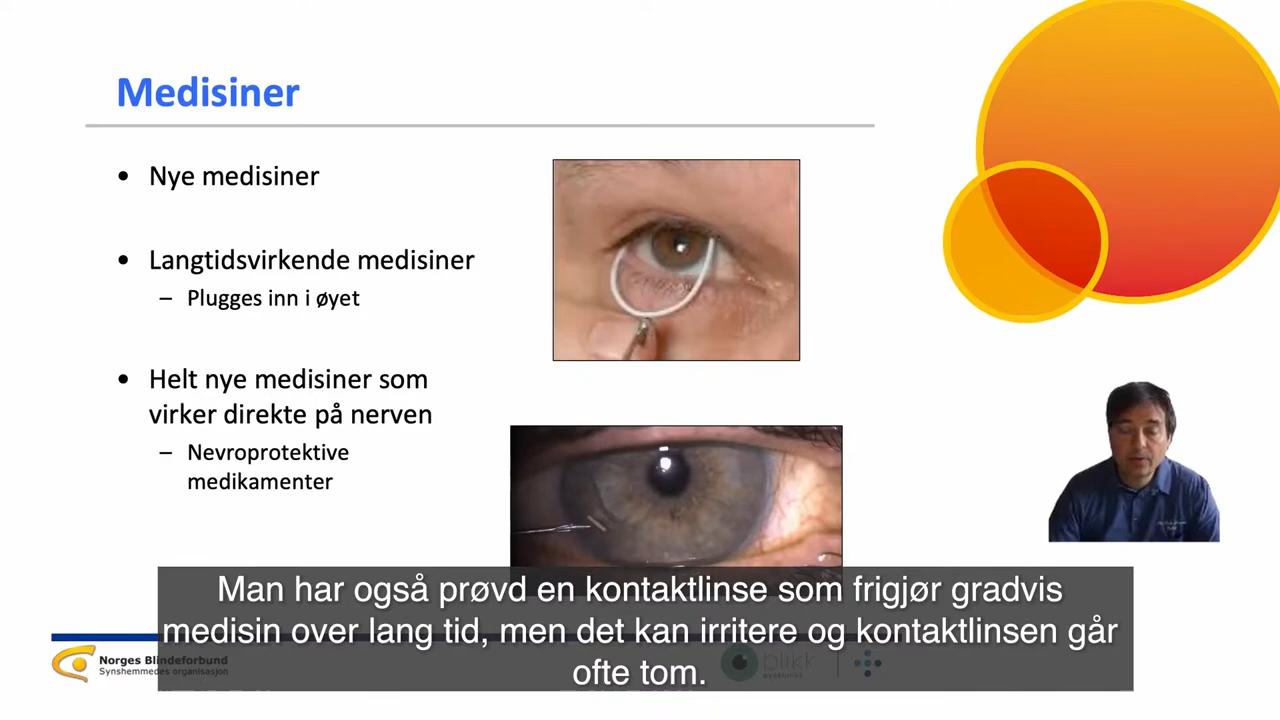 Medisiner
• Nye medisiner
• Langtidsvirkende medisiner
– Plugges inn i øyet
• Helt nye medisiner som
virker direkte på nerven
– Nevroprotektive
medikamenter
Man har også prøvd en kontaktlinse som frigjør gradvis
medisin over lang tid, men det kan irritere og kontaktlinsen går
ofte tom.
Norges Blindeforbund
Synshemmedes organisasjon
blikk